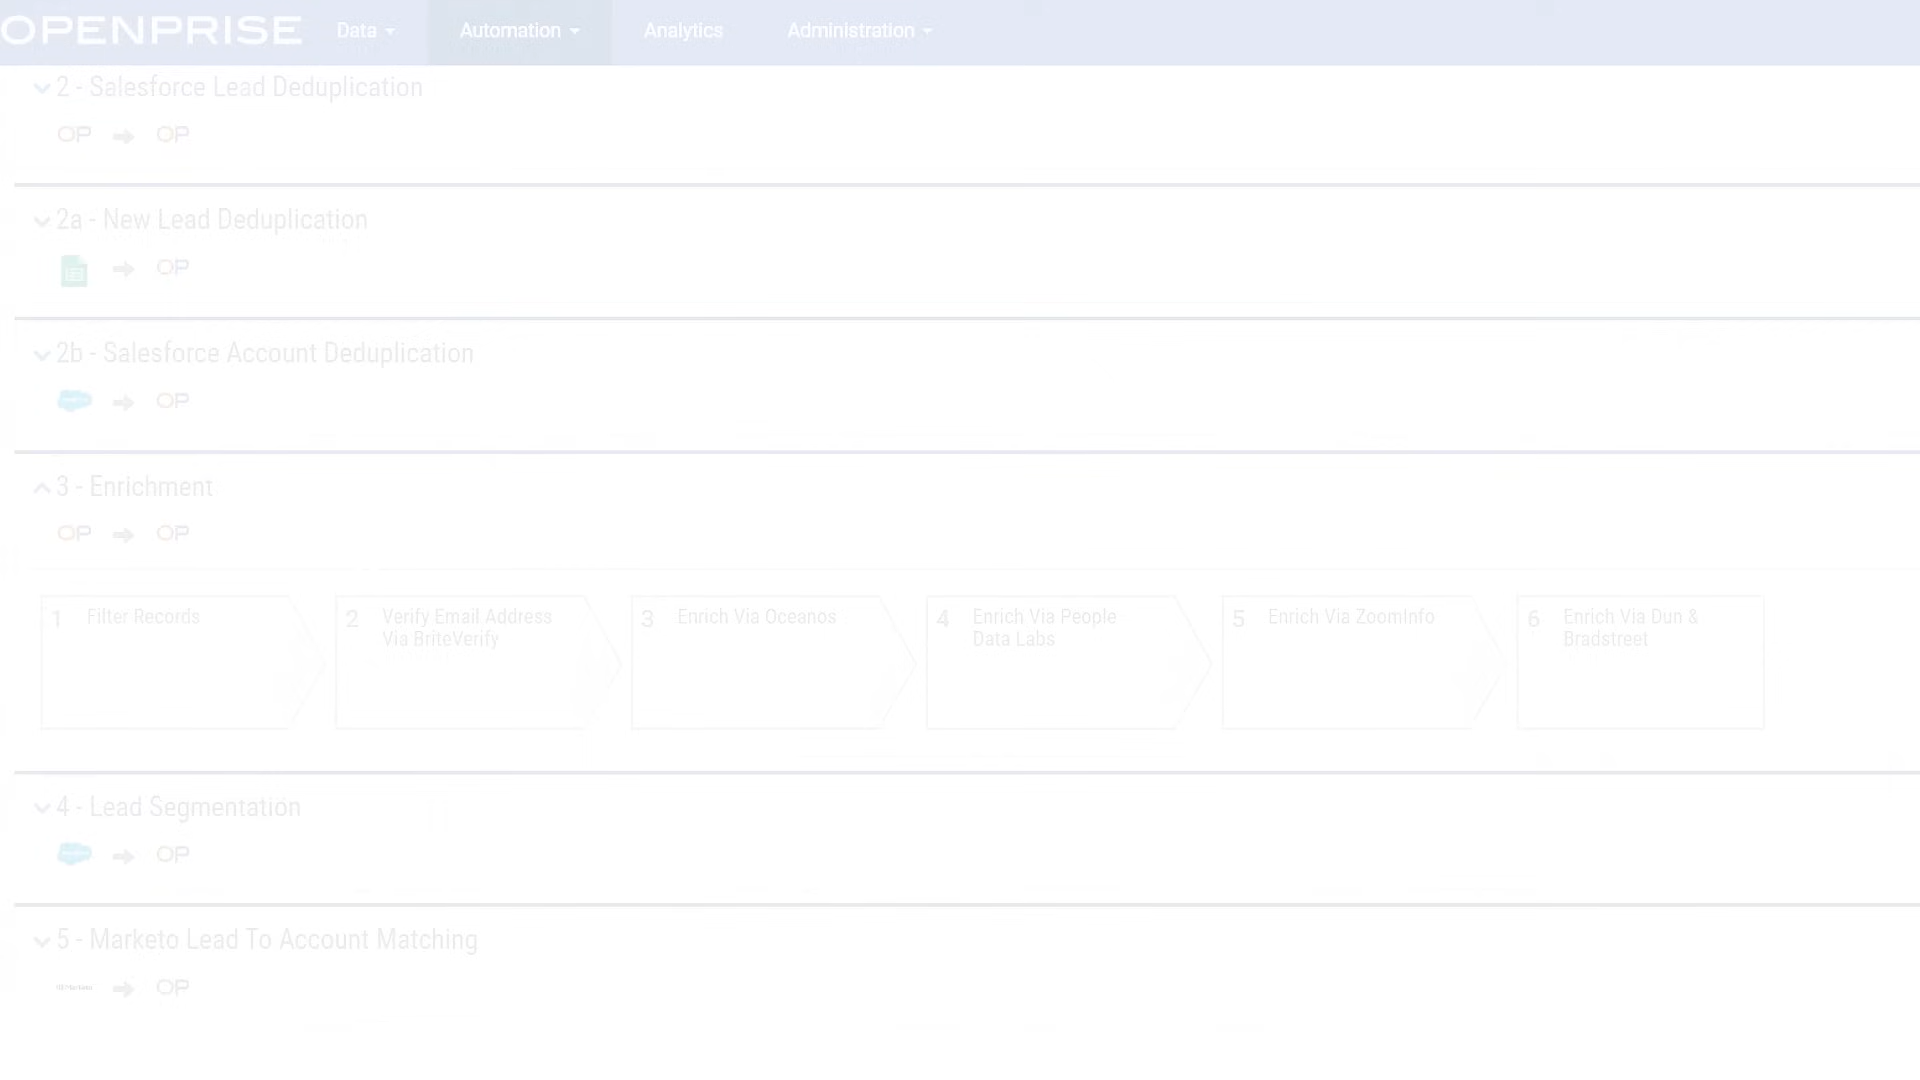 OPENPRISE Data Automation Analytics Administration
2 - Salesforce Lead Deduplication
OP OP
2a - New Lead Deduplication
OP
2b - Salesforce Account Deduplication
OP
3 - Enrichment
OP OP
1 Filter Records
2 Verify Email Address
Via BriteVerify
3 Enrich Via Oceanos
4 Enrich Via People
Data Labs
5 Enrich Via ZoomInfo
6 Enrich Via Dun &
Bradstreet
4 - Lead Segmentation
OP
5 - Marketo Lead To Account Matching
OP